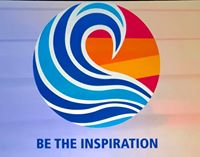 BE THE INSPIRATION